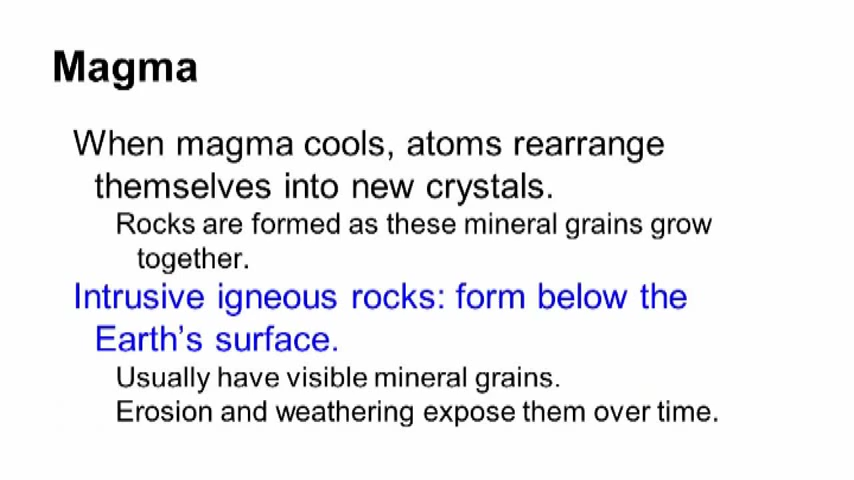 Magma
When magma cools, atoms rearrange
themselves into new crystals.
Rocks are formed as these mineral grains grow
together.
Intrusive igneous rocks: form below the
Earth's surface.
Usually have visible mineral grains.
Erosion and weathering expose them over time.